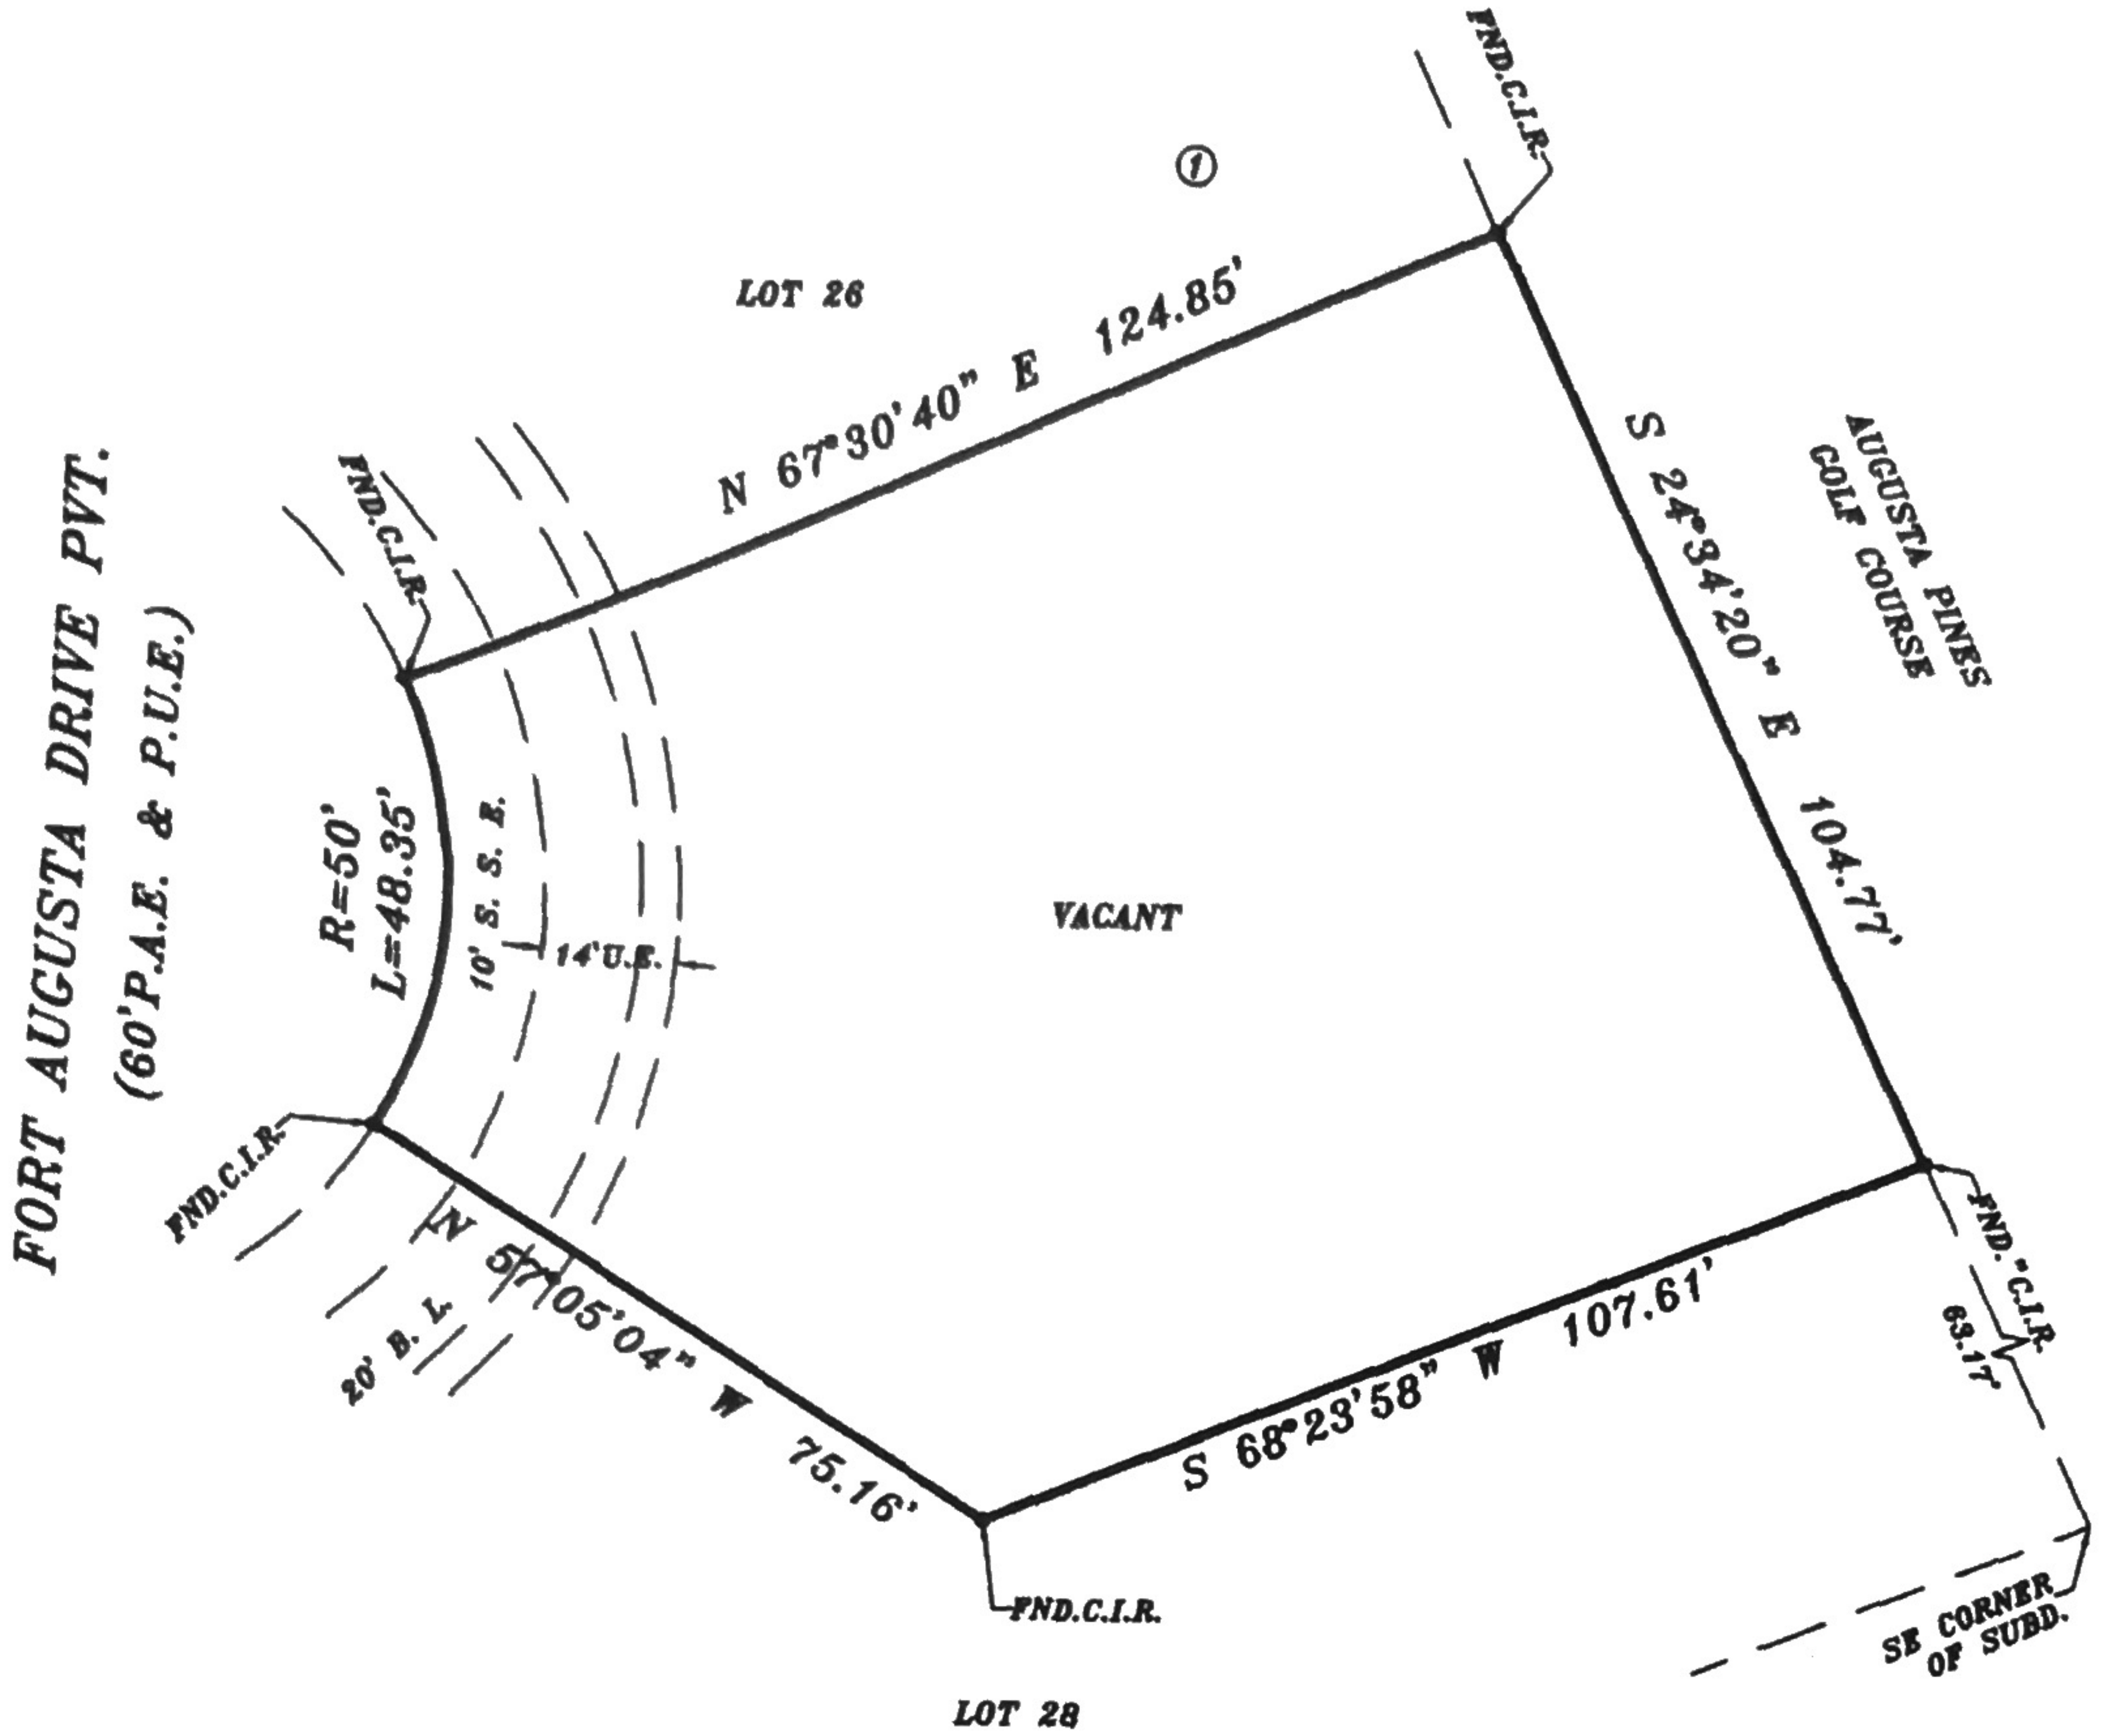 FND.C.I.R.
①
LOT 26
N 67°30'40" E 124.85'
S 24°34'20" E 104.77'
AUGUSTA PINES
GOLF COURSE
FORT AUGUSTA DRIVE PVT.
(60'P.A.E. & P.U.E.)
FND.C.I.R.
R=50'
L=48.35'
10' S. S. E.
14'U.E.
VACANT
FND.C.I.R.
N 57°05'04" W 75.16'
20' B. L.
S 68°23'58" W 107.61'
FND. "C.I.R.
63.17'
FND.C.I.R.
SE CORNER
OF SUBD.
LOT 28